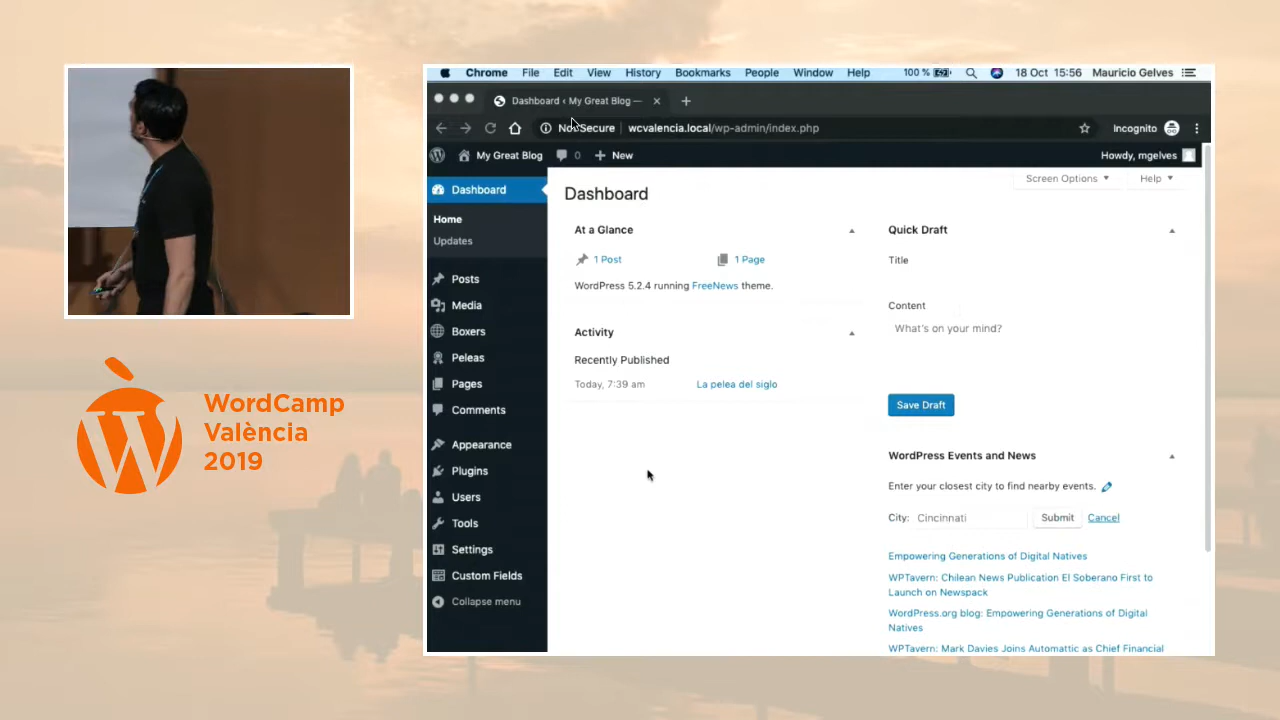 Chrome File Edit View History Bookmarks People Window Help 100 % 18 Oct 15:56 Mauricio Gelves
Dashboard ‹ My Great Blog —
Not Secure wcvalencia.local/wp-admin/index.php Incognito
My Great Blog 0 New Howdy, mgelves
Dashboard
Home
Updates
Posts
Media
Boxers
Peleas
Pages
Comments
Appearance
Plugins
Users
Tools
Settings
Custom Fields
Collapse menu
Screen Options Help
Dashboard
At a Glance
1 Post 1 Page
WordPress 5.2.4 running FreeNews theme.
Activity
Recently Published
Today, 7:39 am La pelea del siglo
Quick Draft
Title
Content
What's on your mind?
Save Draft
WordPress Events and News
Enter your closest city to find nearby events.
City: Cincinnati Submit Cancel
Empowering Generations of Digital Natives
WPTavern: Chilean News Publication El Soberano First to
Launch on Newspack
WordPress.org blog: Empowering Generations of Digital
Natives
WPTavern: Mark Davies Joins Automattic as Chief Financial
WordCamp
València
2019